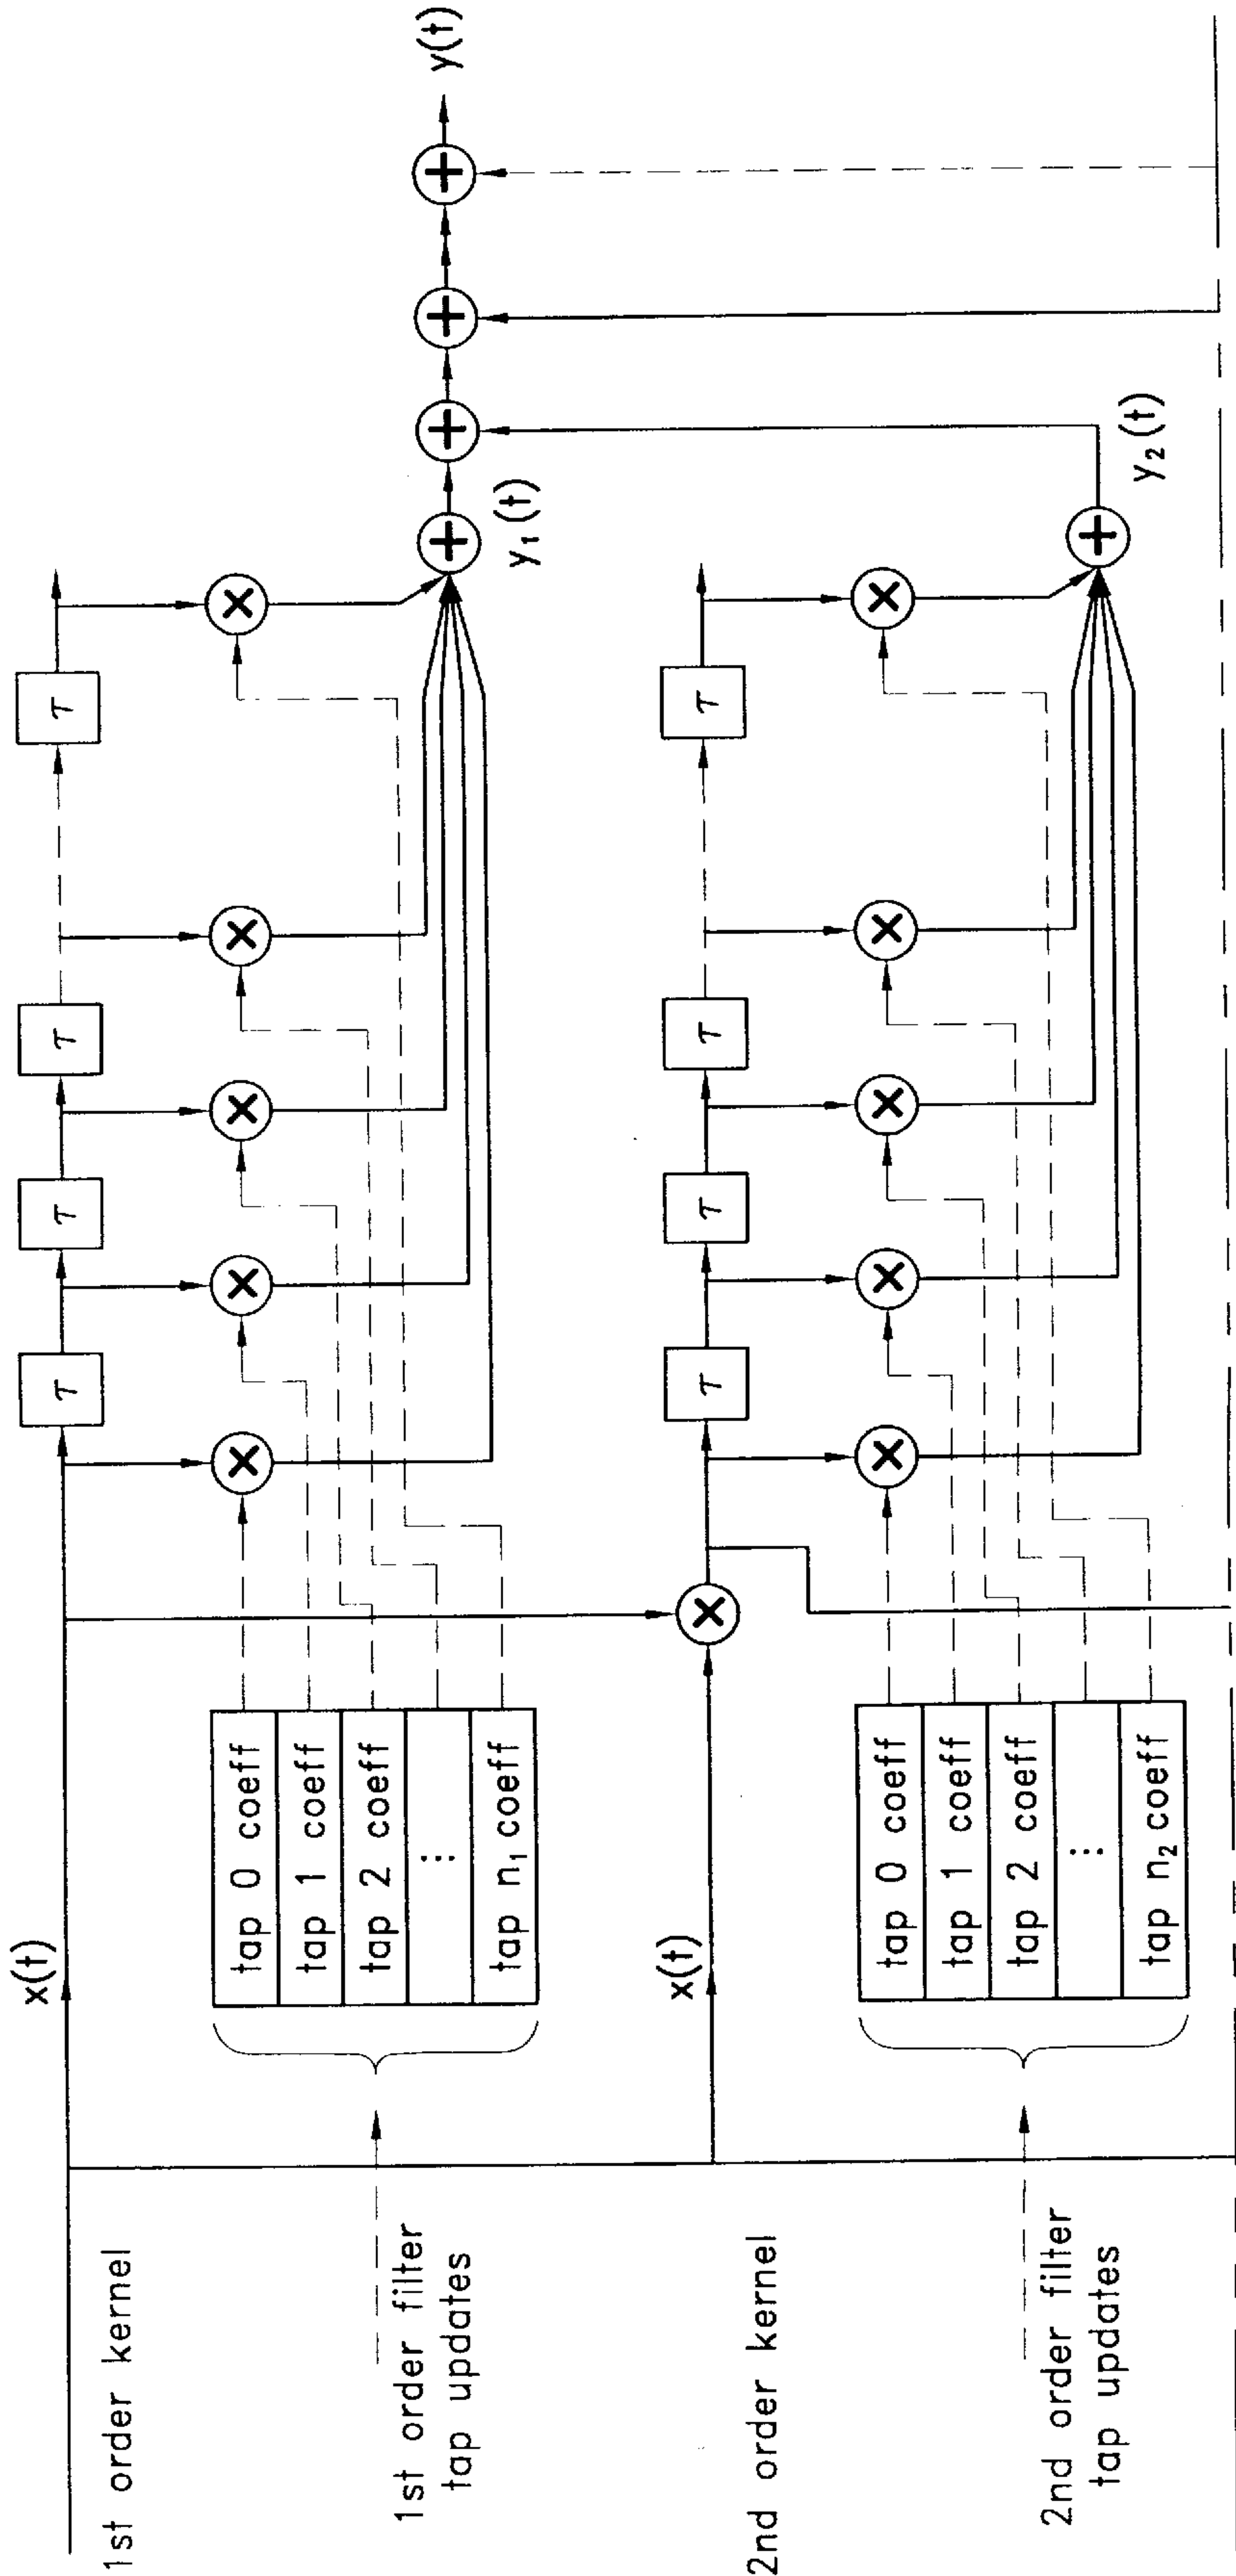 x(t)
1st order kernel
τ
τ
τ
τ
tap 0 coeff
tap 1 coeff
tap 2 coeff
⋮
tap n₁ coeff
1st order filter
tap updates
y₁(t)
y(t)
x(t)
2nd order kernel
τ
τ
τ
τ
tap 0 coeff
tap 1 coeff
tap 2 coeff
⋮
tap n₂ coeff
2nd order filter
tap updates
y₂(t)